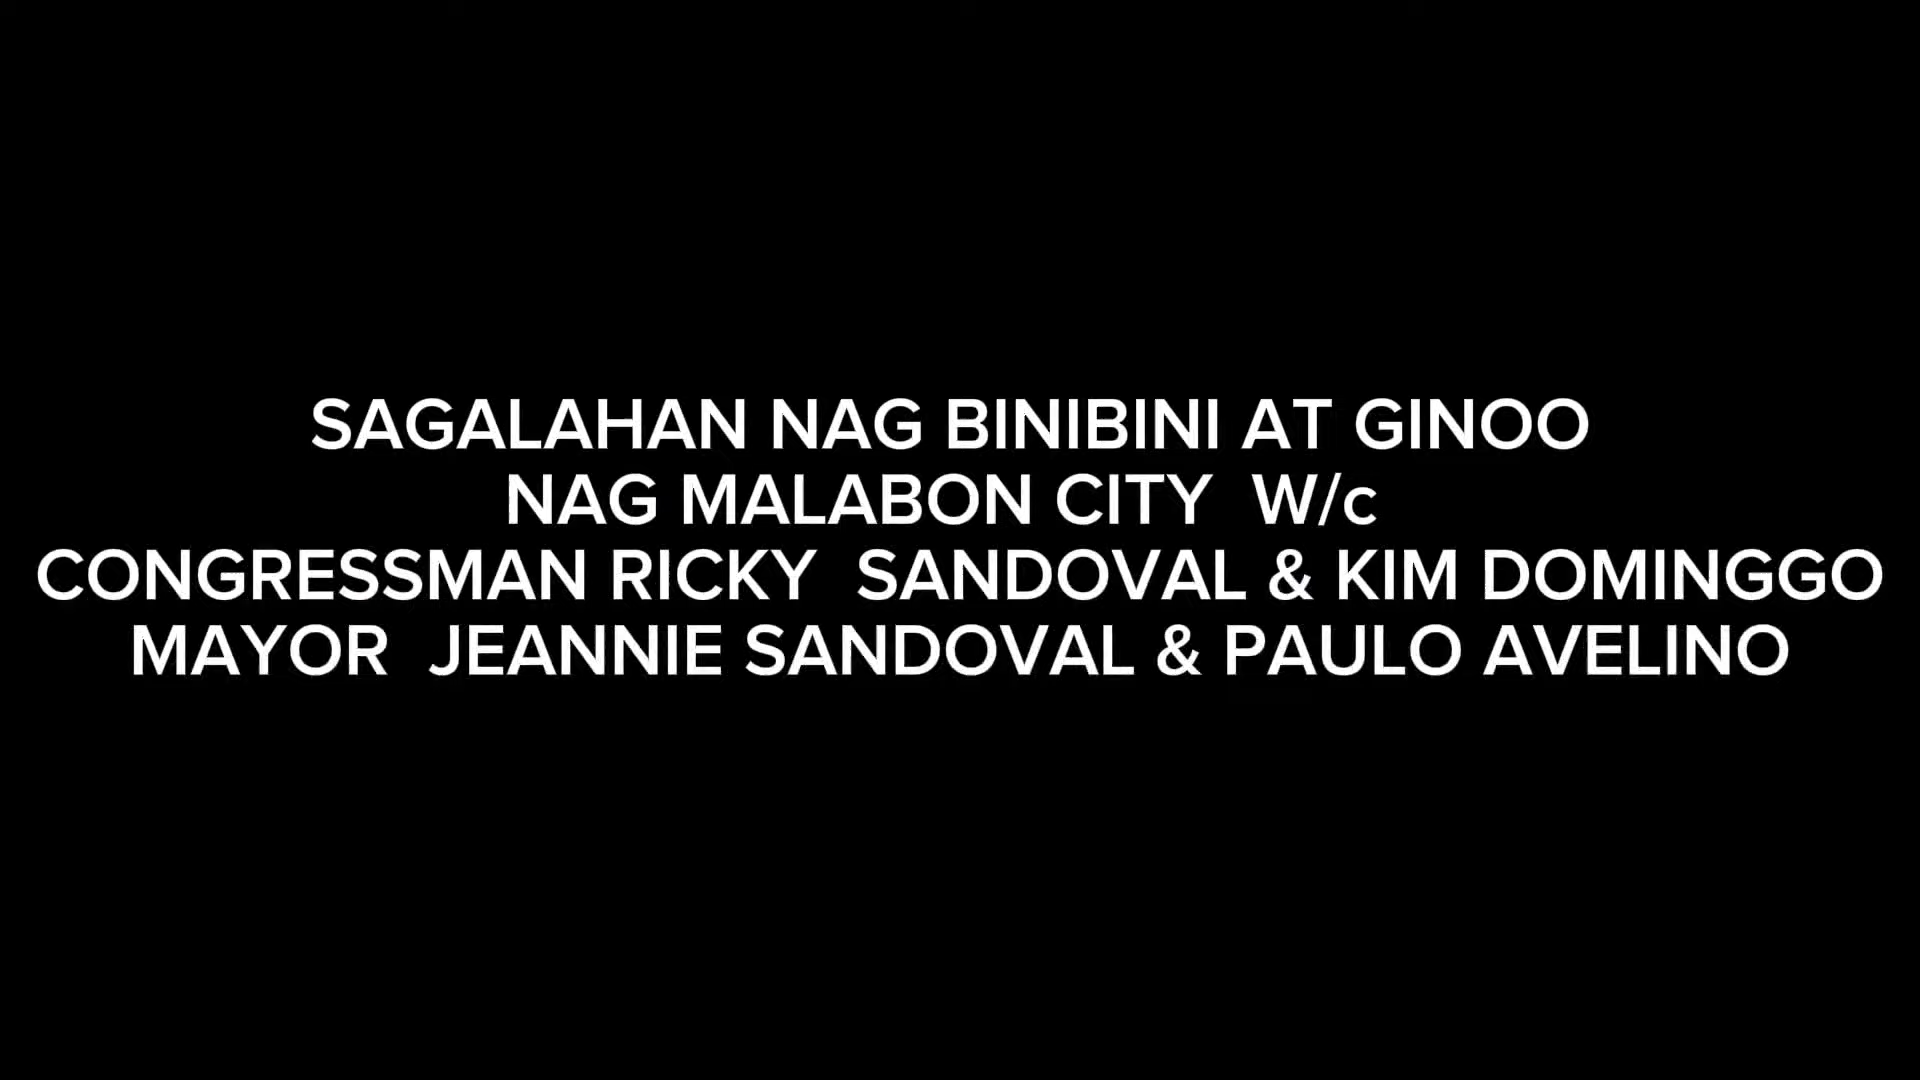 SAGALAHAN NAG BINIBINI AT GINOO
NAG MALABON CITY  W/c
CONGRESSMAN RICKY  SANDOVAL & KIM DOMINGGO
MAYOR  JEANNIE SANDOVAL & PAULO AVELINO